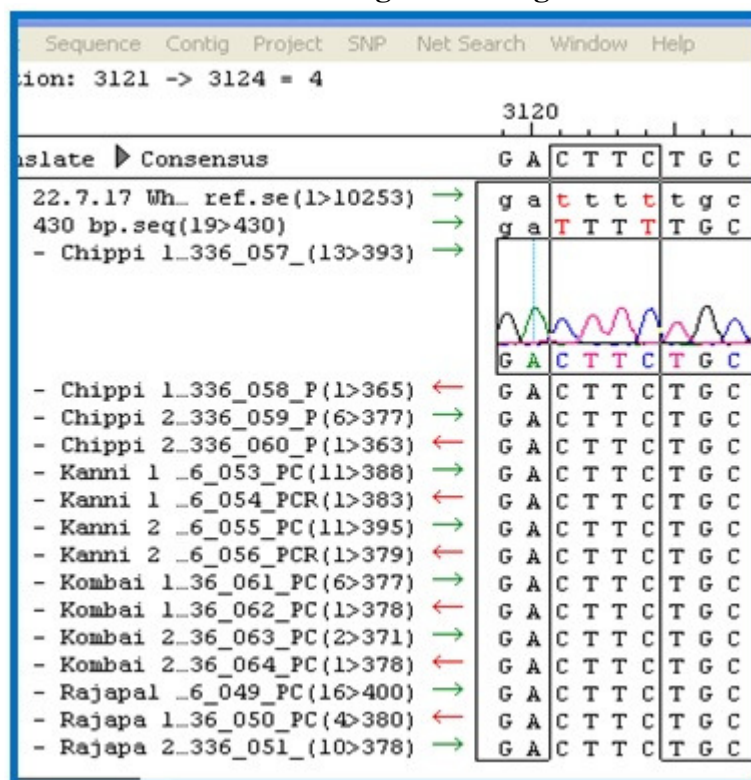 Sequence Contig Project SNP Net Search Window Help
tion: 3121 -> 3124 = 4
3120
nslate ▶ Consensus G A C T T C T G C
22.7.17 Wh… ref.se(1>10253) → g a t t t t t g c
430 bp.seq(19>430) → g a T T T T T G C
- Chippi 1…336_057_(13>393) →
G A C T T C T G C
- Chippi 1…336_058_P(1>365) ← G A C T T C T G C
- Chippi 2…336_059_P(6>377) → G A C T T C T G C
- Chippi 2…336_060_P(1>363) ← G A C T T C T G C
- Kanni 1 …6_053_PC(11>388) → G A C T T C T G C
- Kanni 1 …6_054_PCR(1>383) ← G A C T T C T G C
- Kanni 2 …6_055_PC(11>395) → G A C T T C T G C
- Kanni 2 …6_056_PCR(1>379) ← G A C T T C T G C
- Kombai 1…36_061_PC(6>377) → G A C T T C T G C
- Kombai 1…36_062_PC(1>378) ← G A C T T C T G C
- Kombai 2…36_063_PC(2>371) → G A C T T C T G C
- Kombai 2…36_064_PC(1>378) ← G A C T T C T G C
- Rajapal …6_049_PC(16>400) → G A C T T C T G C
- Rajapa 1…36_050_PC(4>380) ← G A C T T C T G C
- Rajapa 2…336_051_(10>378) → G A C T T C T G C